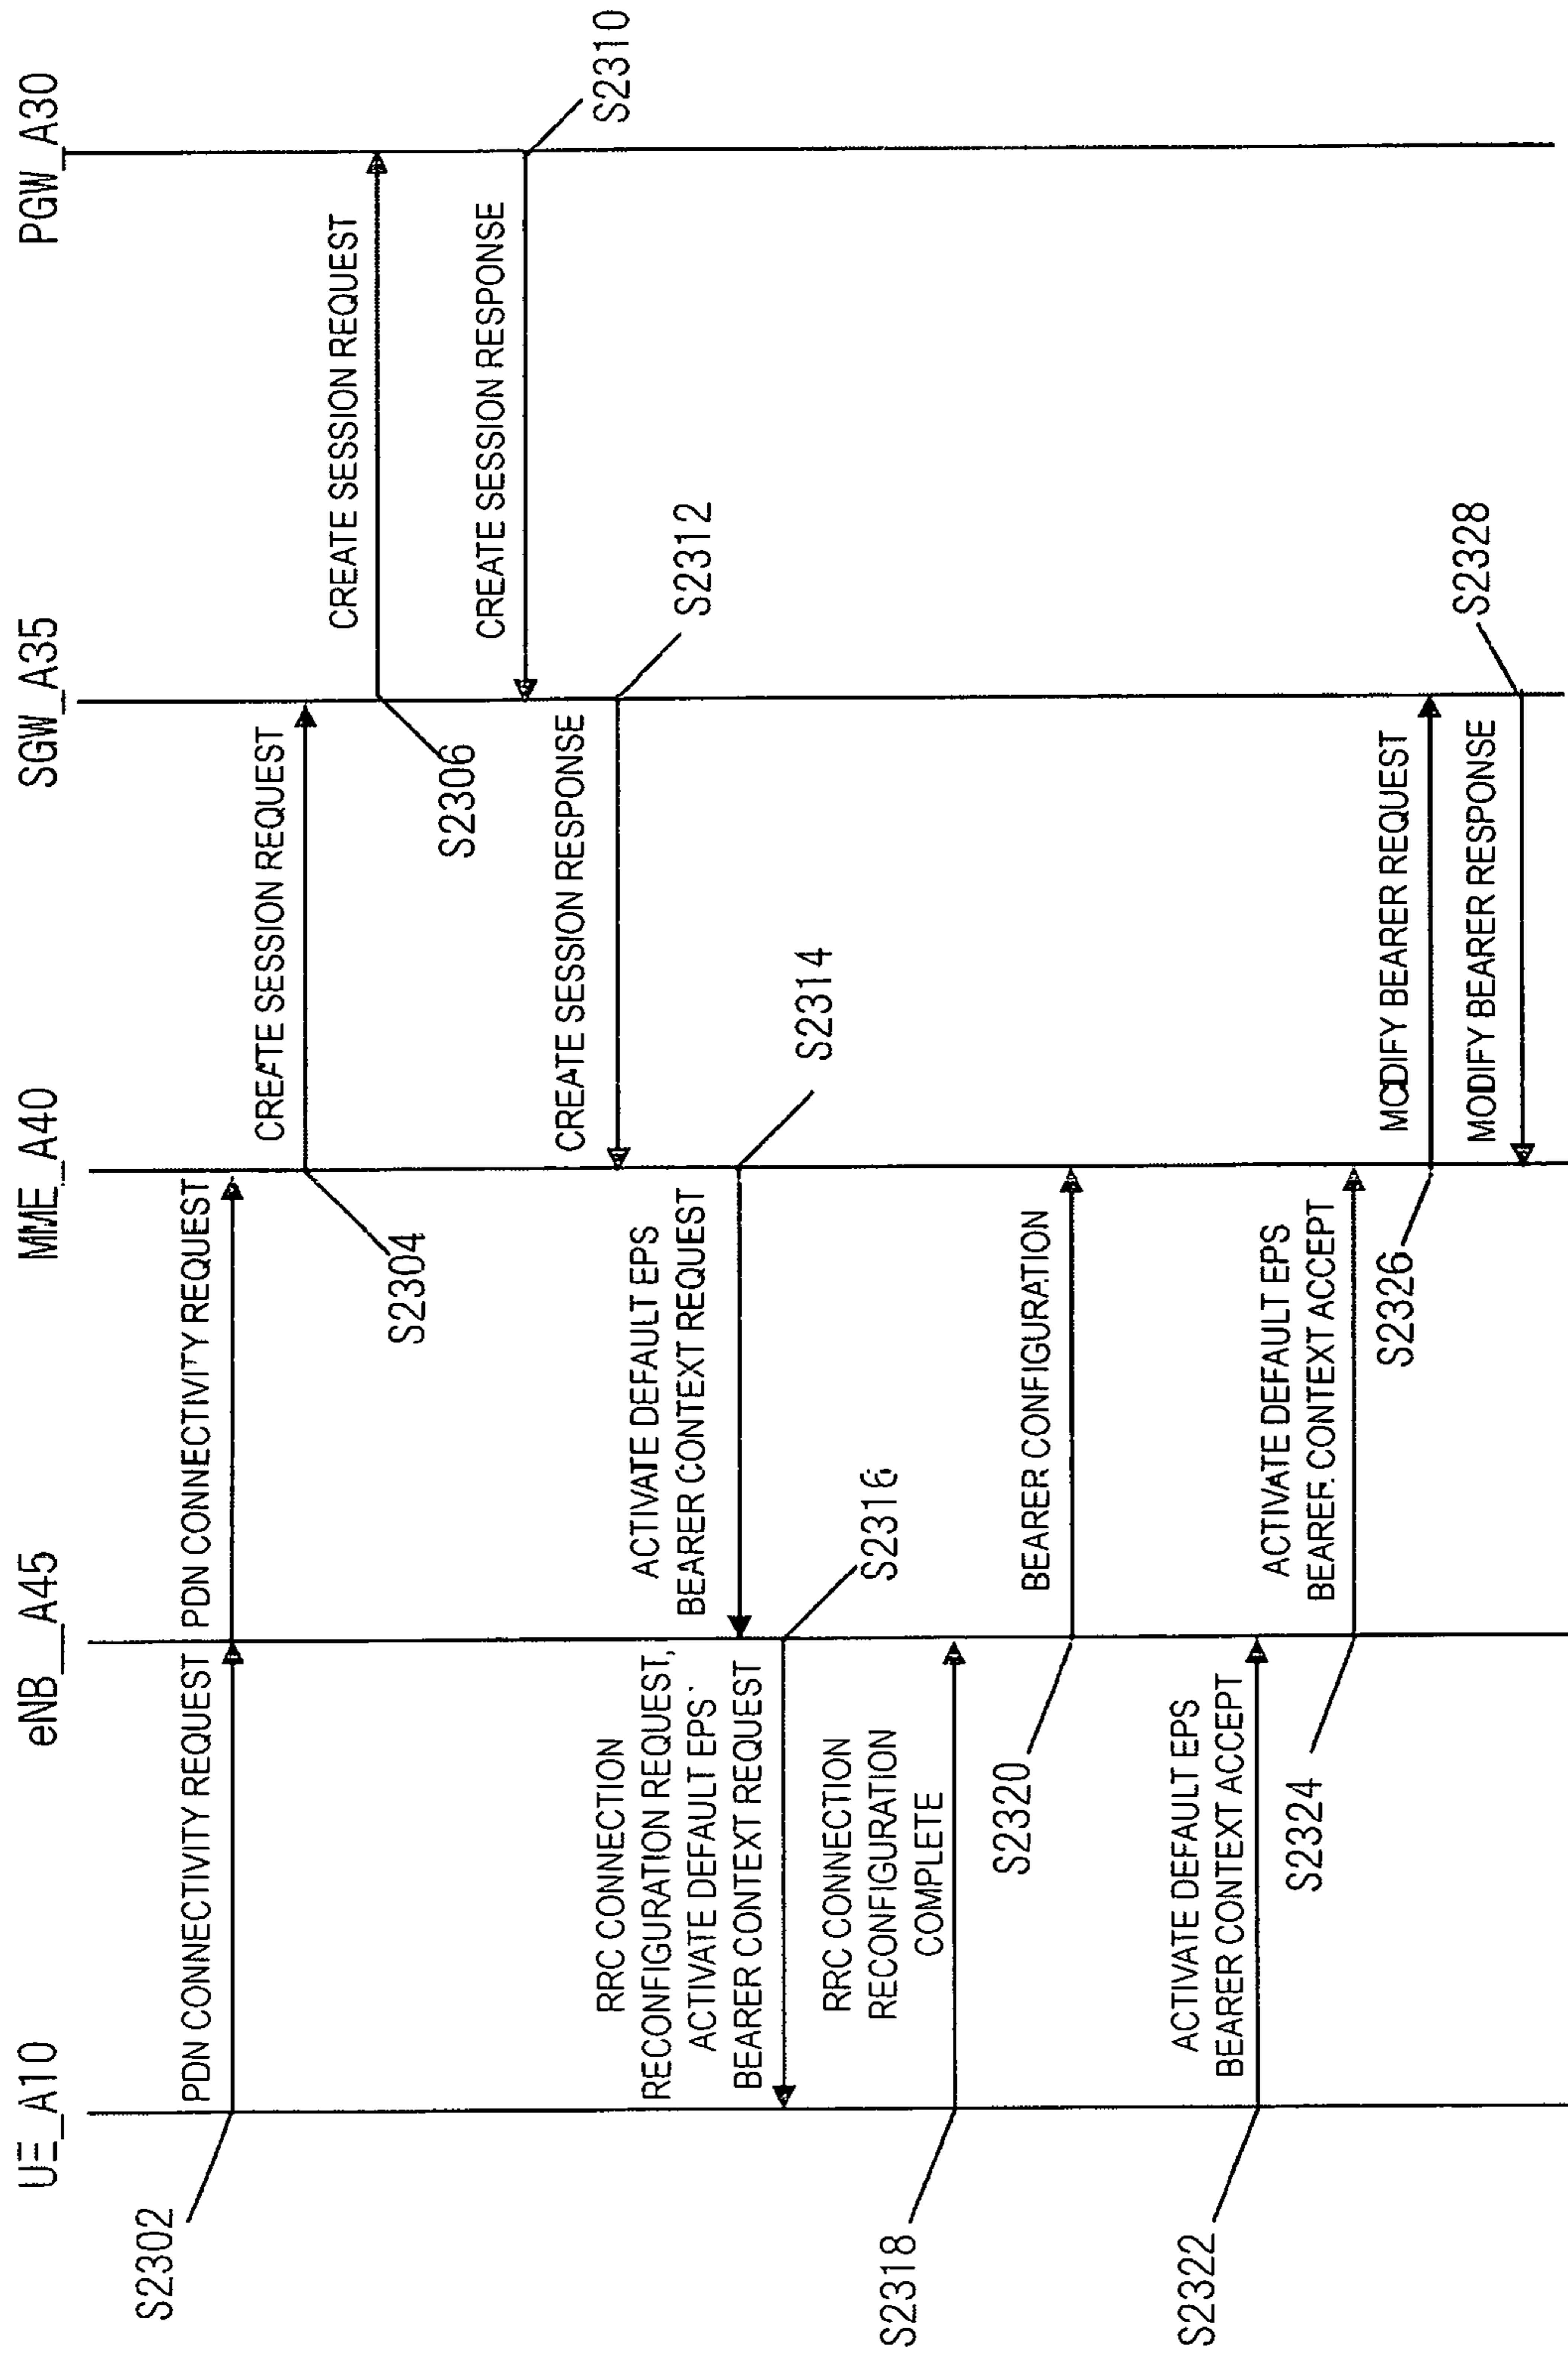 UE_A10
eNB_A45
MME_A40
SGW_A35
PGW_A30
S2302
PDN CONNECTIVITY REQUEST
PDN CONNECTIVITY REQUEST
CREATE SESSION REQUEST
S2304
CREATE SESSION REQUEST
S2306
CREATE SESSION RESPONSE
S2310
CREATE SESSION RESPONSE
S2312
ACTIVATE DEFAULT EPS
BEARER CONTEXT REQUEST
S2314
RRC CONNECTION
RECONFIGURATION REQUEST,
ACTIVATE DEFAULT EPS
BEARER CONTEXT REQUEST
S2316
RRC CONNECTION
RECONFIGURATION
COMPLETE
S2318
BEARER CONFIGURATION
S2320
ACTIVATE DEFAULT EPS
BEARER CONTEXT ACCEPT
S2322
ACTIVATE DEFAULT EPS
BEARER CONTEXT ACCEPT
S2324
MODIFY BEARER REQUEST
S2326
MODIFY BEARER RESPONSE
S2328